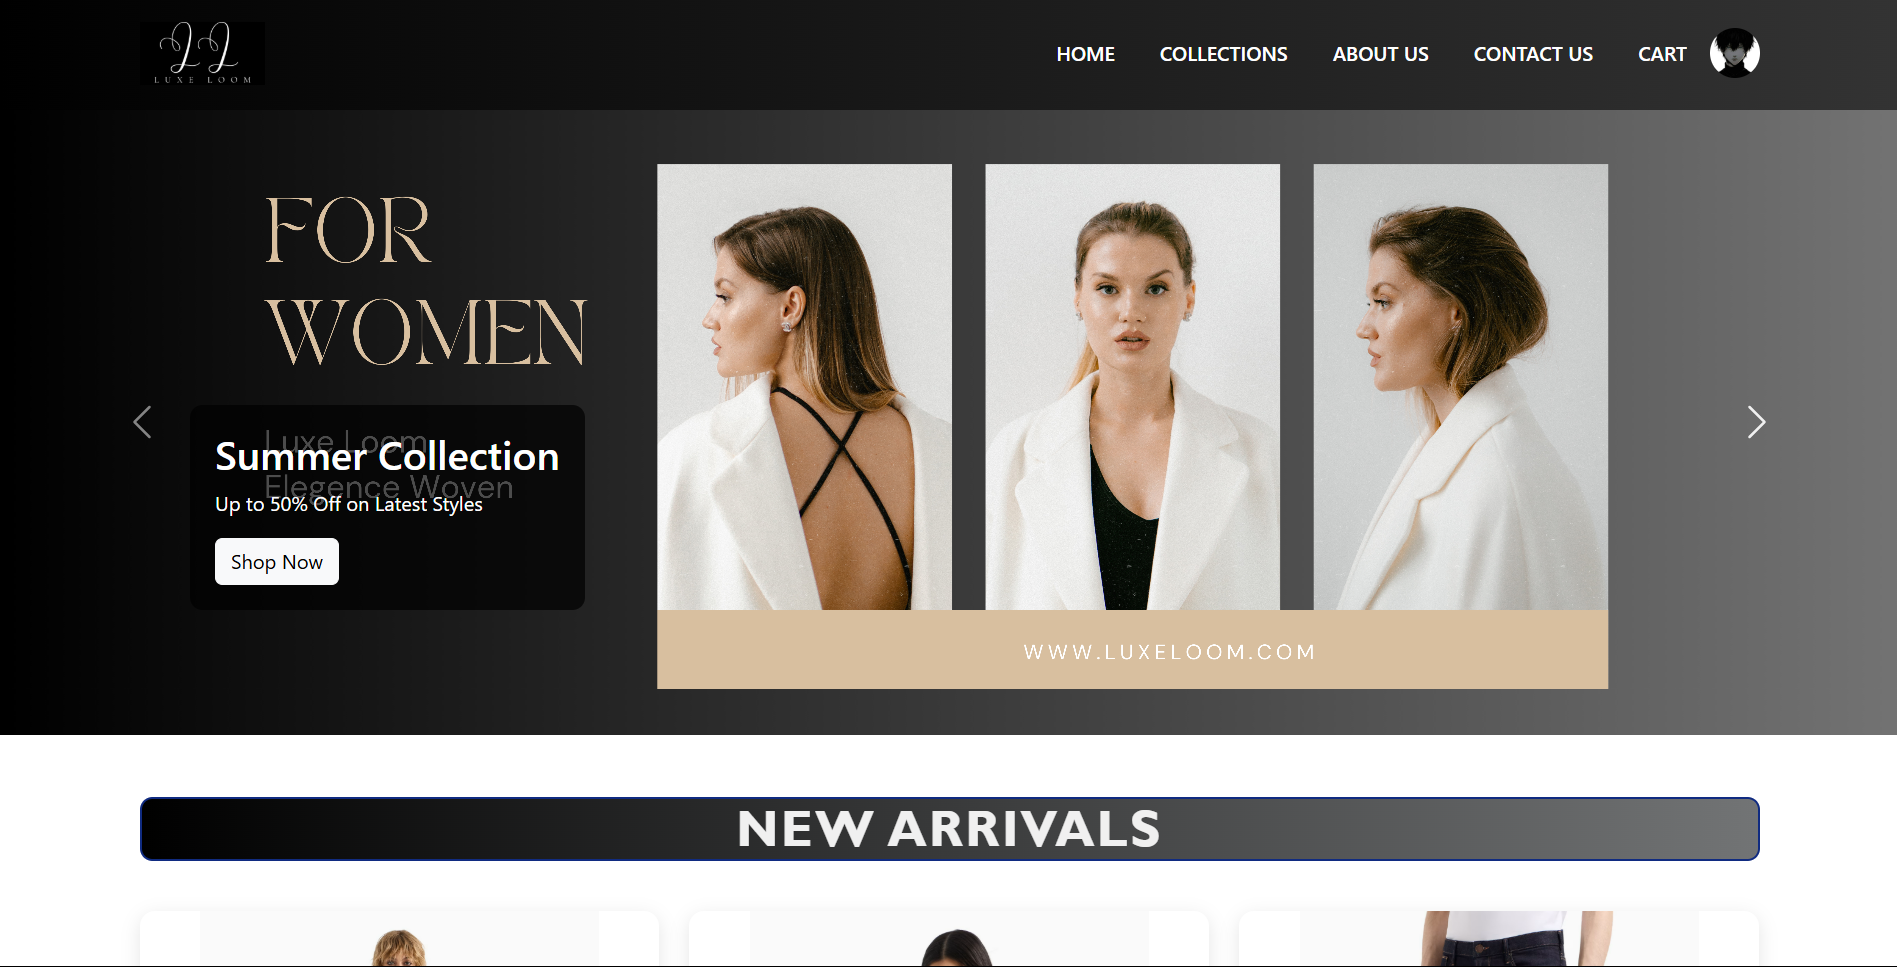 LUXE LOOM
HOME COLLECTIONS ABOUT US CONTACT US CART
FOR
WOMEN
Luxe Loom
Summer Collection
Elegence Woven
Up to 50% Off on Latest Styles
Shop Now
WWW.LUXELOOM.COM
NEW ARRIVALS